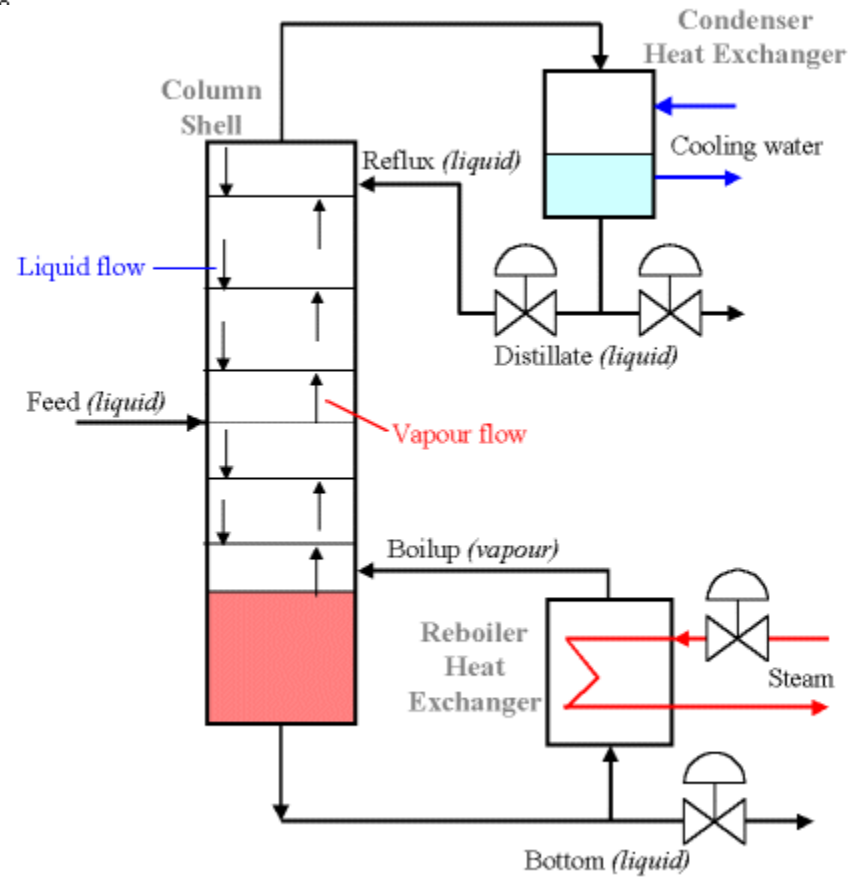 Condenser
Heat Exchanger
Column
Shell
Cooling water
Reflux (liquid)
Liquid flow
Distillate (liquid)
Feed (liquid)
Vapour flow
Boilup (vapour)
Reboiler
Heat
Exchanger
Steam
Bottom (liquid)